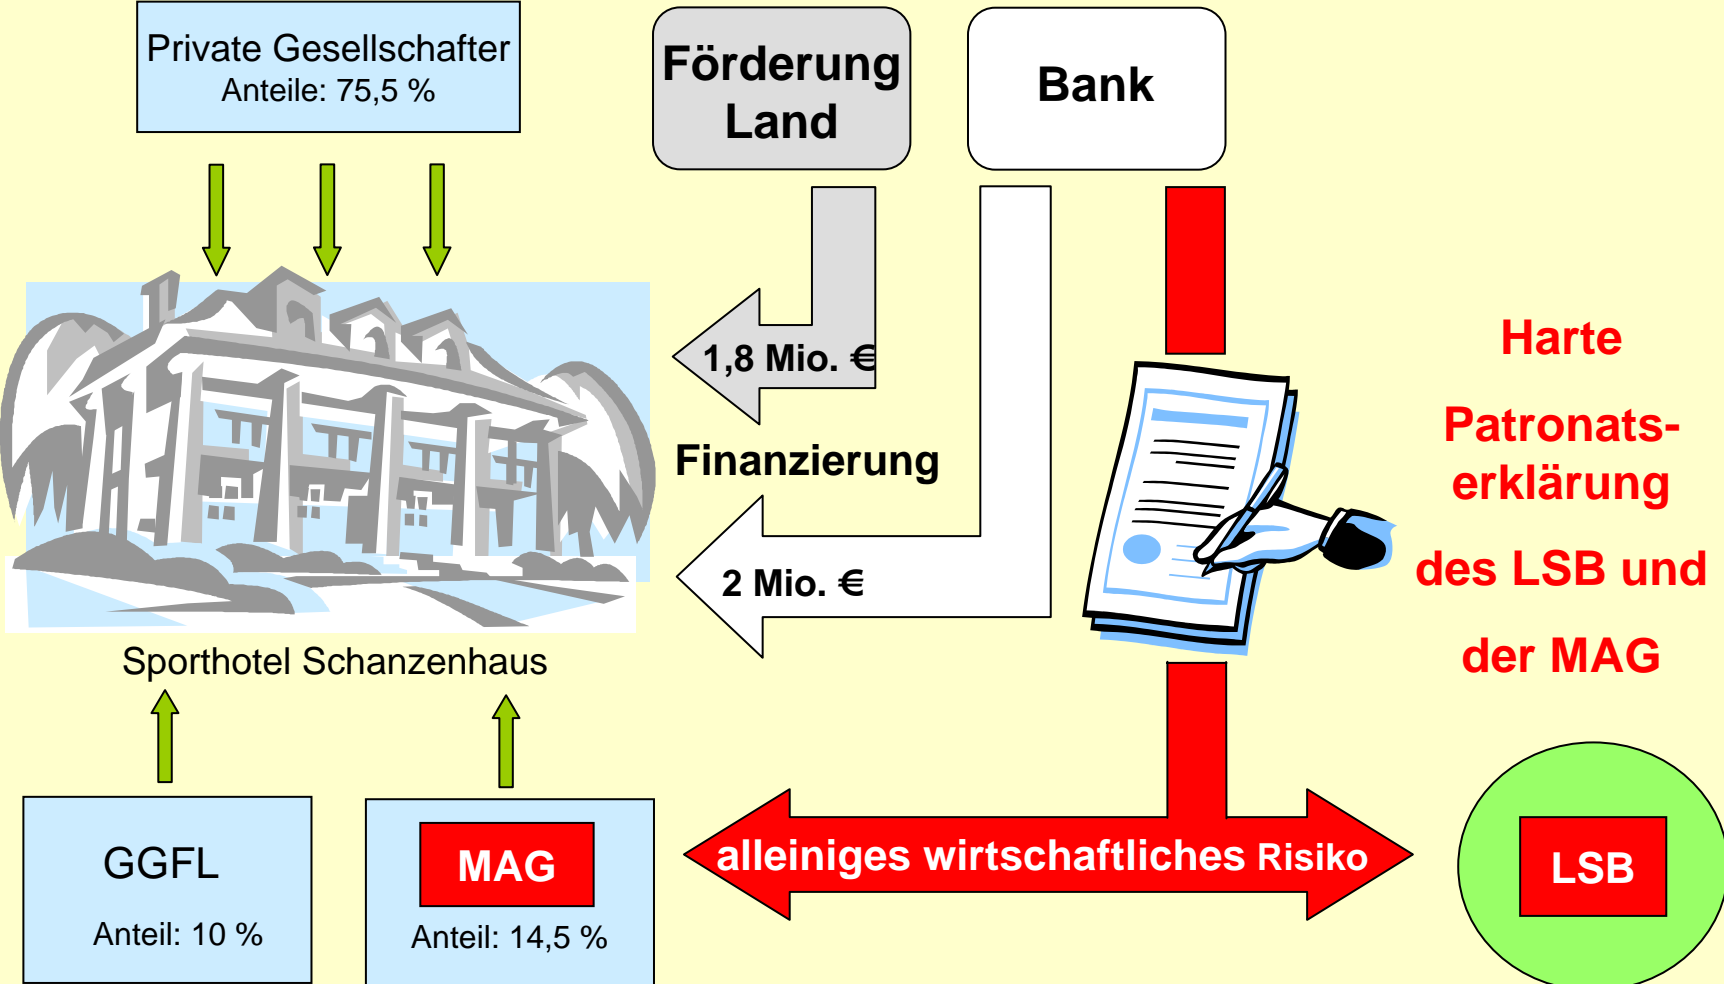 Private Gesellschafter
Anteile: 75,5 %
Förderung
Land
Bank
1,8 Mio. €
Finanzierung
2 Mio. €
Harte
Patronats-
erklärung
des LSB und
der MAG
Sporthotel Schanzenhaus
GGFL
Anteil: 10 %
MAG
Anteil: 14,5 %
alleiniges wirtschaftliches Risiko
LSB